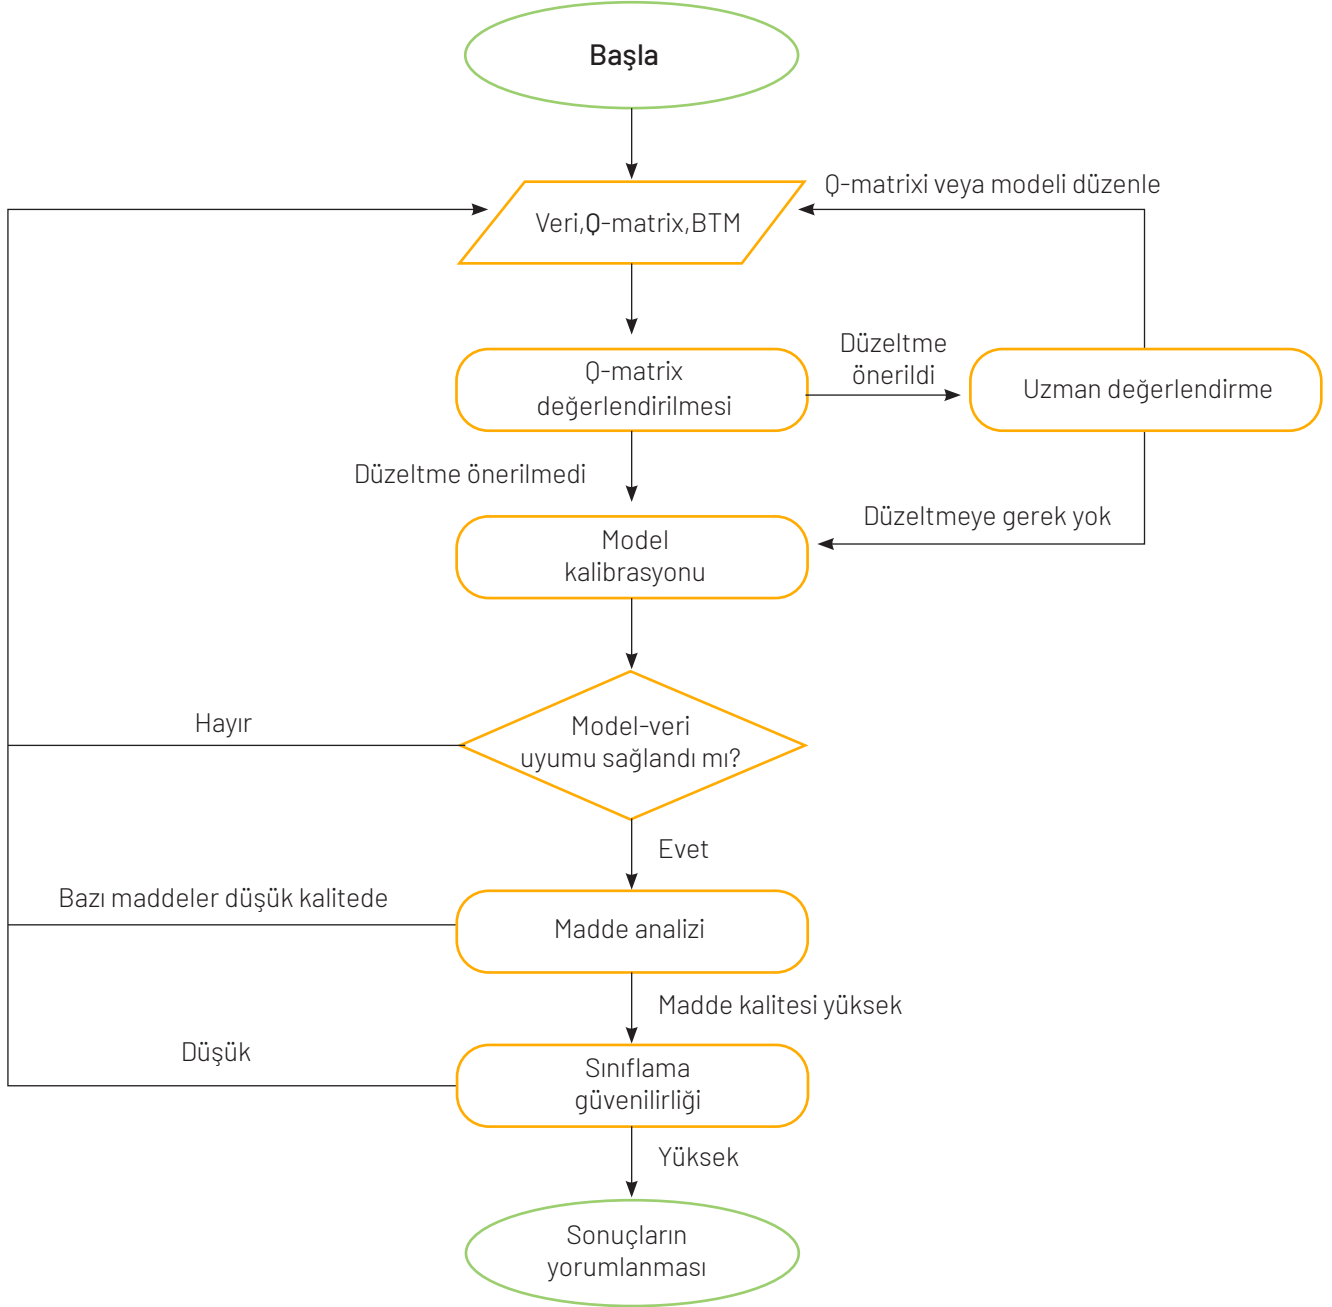 Başla
Q-matrixi veya modeli düzenle
Veri,Q-matrix,BTM
Düzeltme
önerildi
Q-matrix
değerlendirilmesi
Uzman değerlendirme
Düzeltme önerilmedi
Düzeltmeye gerek yok
Model
kalibrasyonu
Hayır
Model-veri
uyumu sağlandı mı?
Evet
Bazı maddeler düşük kalitede
Madde analizi
Madde kalitesi yüksek
Düşük
Sınıflama
güvenilirliği
Yüksek
Sonuçların
yorumlanması